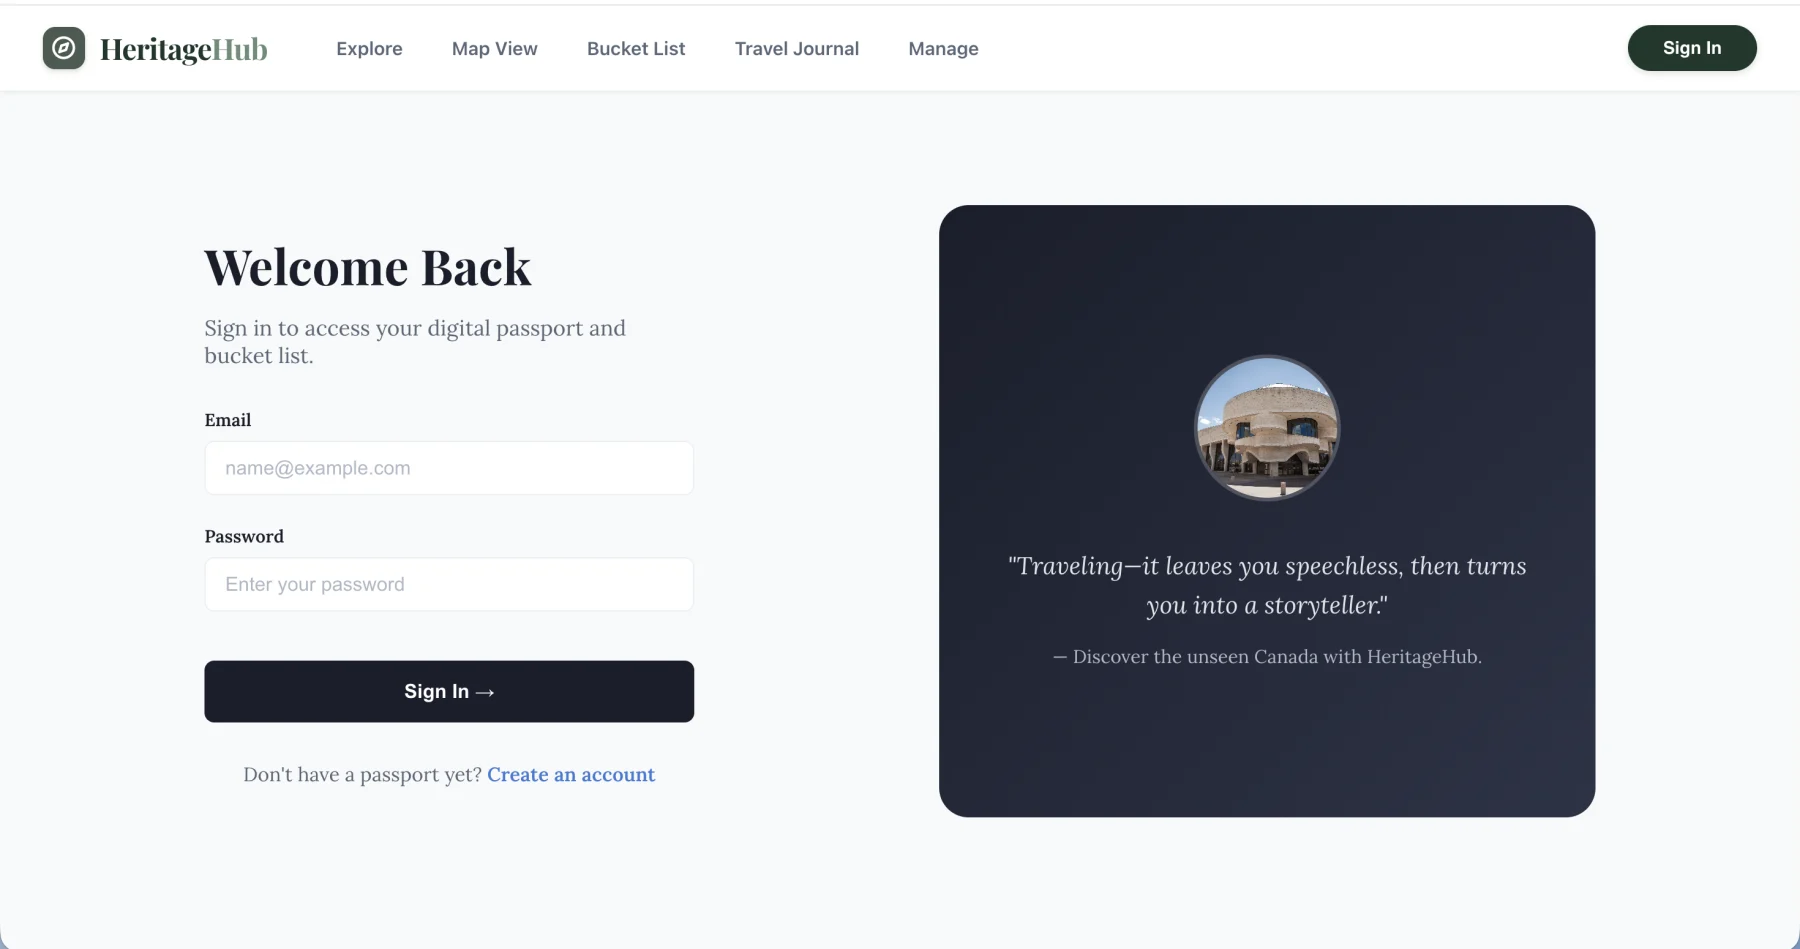 HeritageHub
Explore
Map View
Bucket List
Travel Journal
Manage
Sign In
Welcome Back
Sign in to access your digital passport and
bucket list.
Email
name@example.com
Password
Enter your password
Sign In →
Don't have a passport yet? Create an account
"Traveling—it leaves you speechless, then turns
you into a storyteller."
— Discover the unseen Canada with HeritageHub.